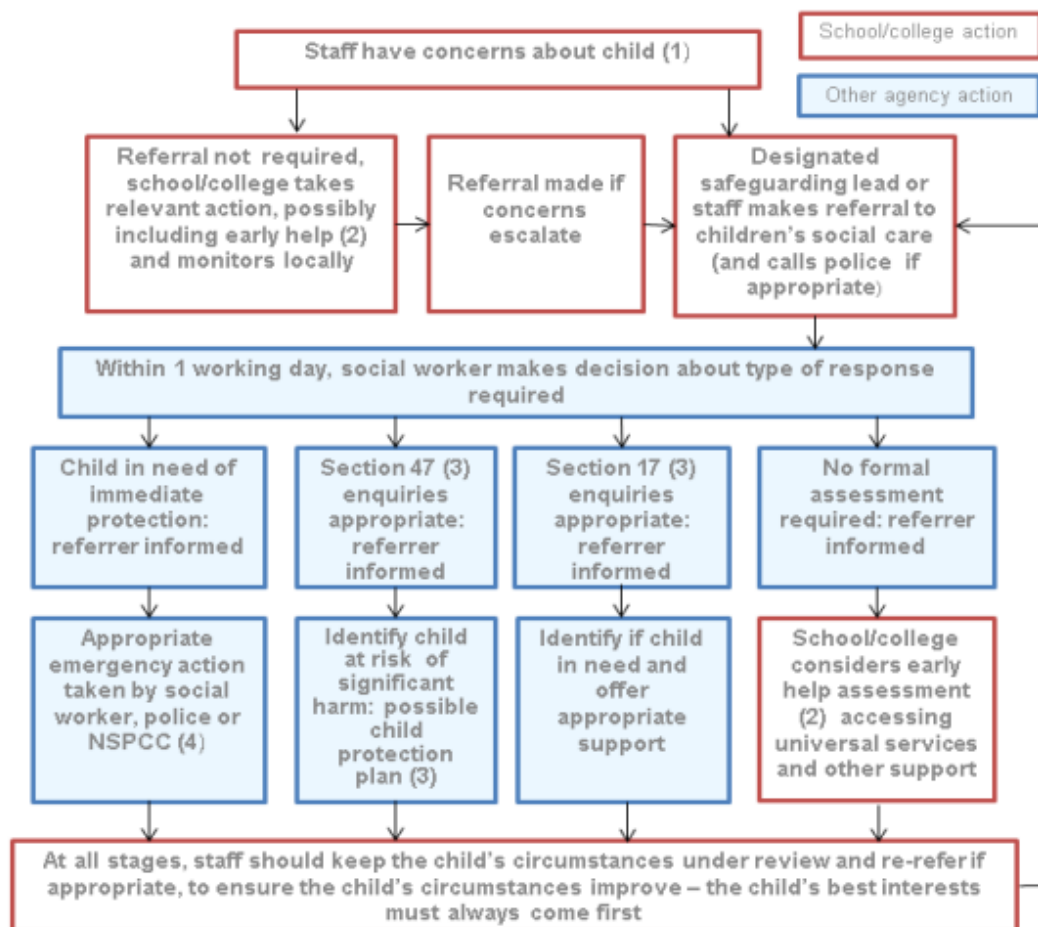 Staff have concerns about child (1)
School/college action
Other agency action
Referral not required,
school/college takes
relevant action, possibly
including early help (2)
and monitors locally
Referral made if
concerns
escalate
Designated
safeguarding lead or
staff makes referral to
children's social care
(and calls police if
appropriate)
Within 1 working day, social worker makes decision about type of response
required
Child in need of
immediate
protection:
referrer informed
Section 47 (3)
enquiries
appropriate:
referrer
informed
Section 17 (3)
enquiries
appropriate:
referrer
informed
No formal
assessment
required: referrer
informed
Appropriate
emergency action
taken by social
worker, police or
NSPCC (4)
Identify child
at risk of
significant
harm: possible
child
protection
plan (3)
Identify if child
in need and
offer
appropriate
support
School/college
considers early
help assessment
(2) accessing
universal services
and other support
At all stages, staff should keep the child's circumstances under review and re-refer if
appropriate, to ensure the child's circumstances improve – the child's best interests
must always come first